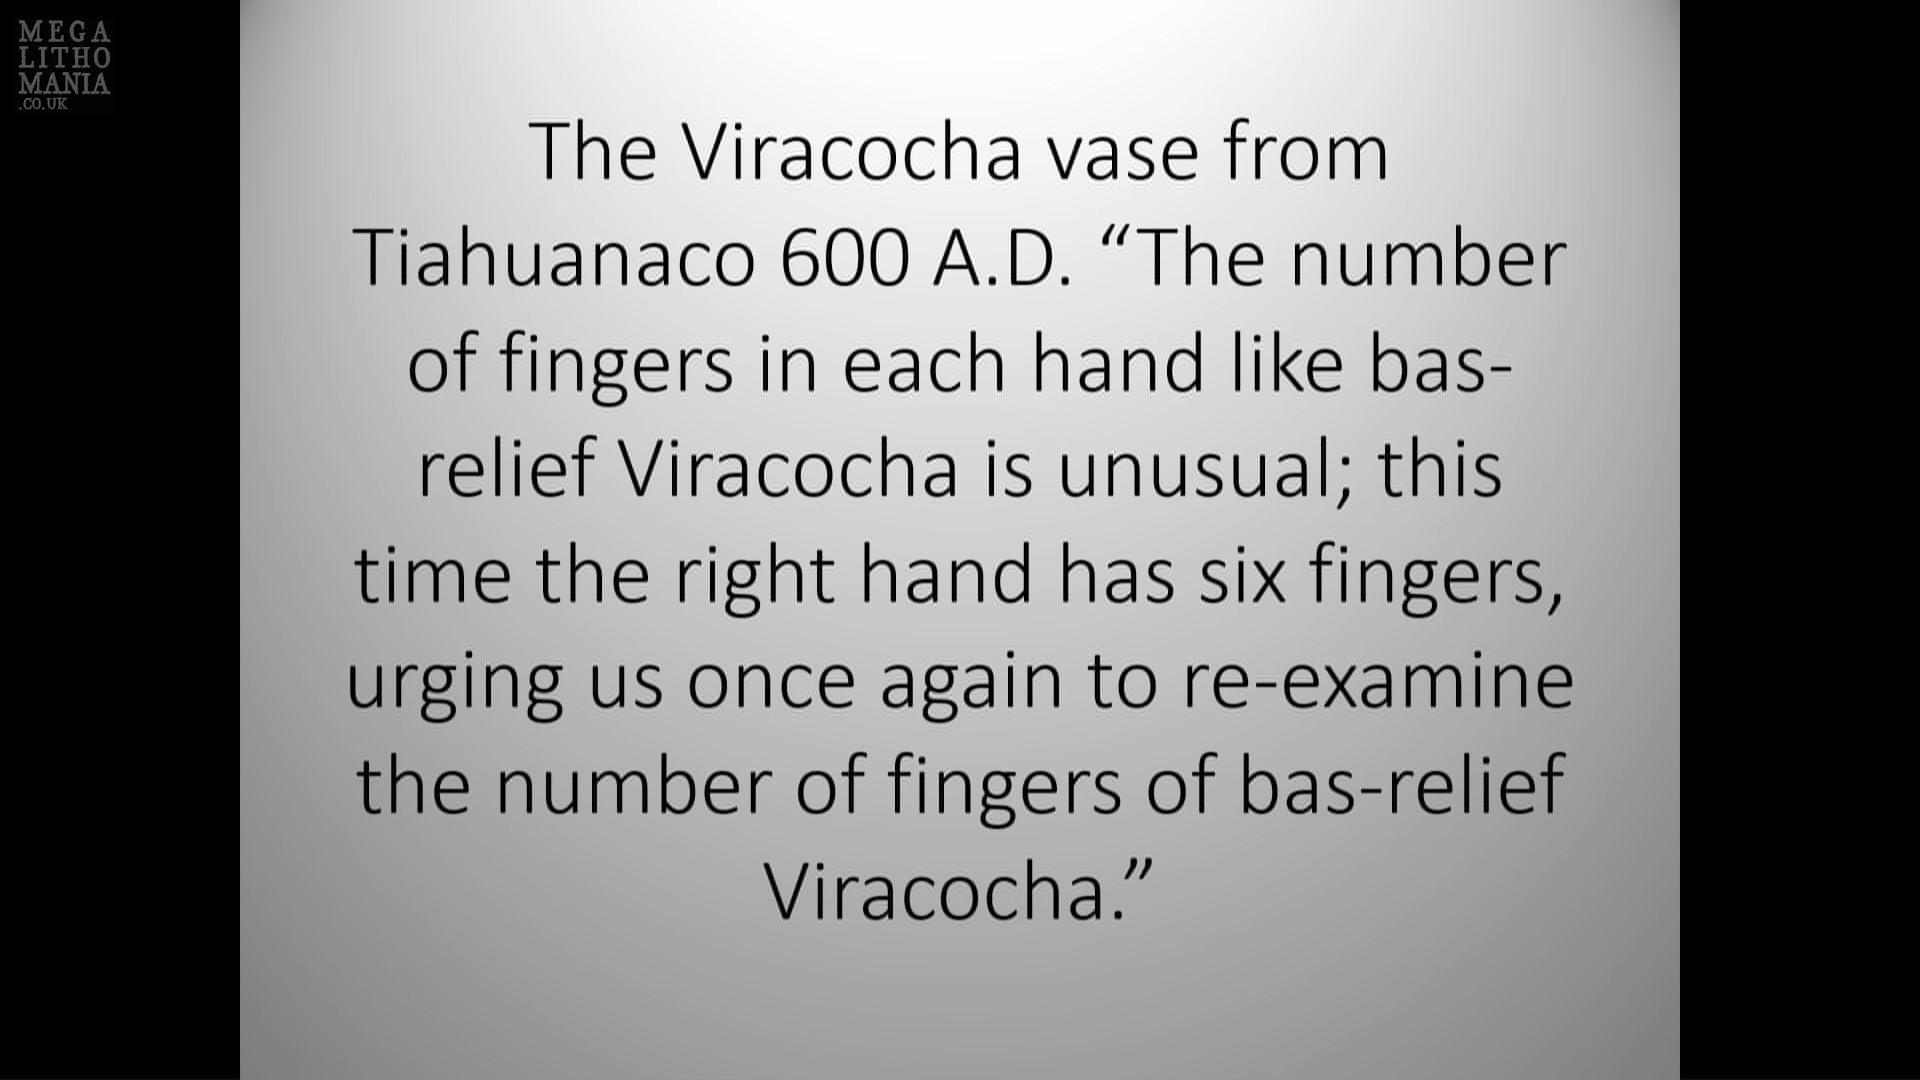 MEGA
LITHO
MANIA
.CO.UK
The Viracocha vase from
Tiahuanaco 600 A.D. “The number
of fingers in each hand like bas-
relief Viracocha is unusual; this
time the right hand has six fingers,
urging us once again to re-examine
the number of fingers of bas-relief
Viracocha.”